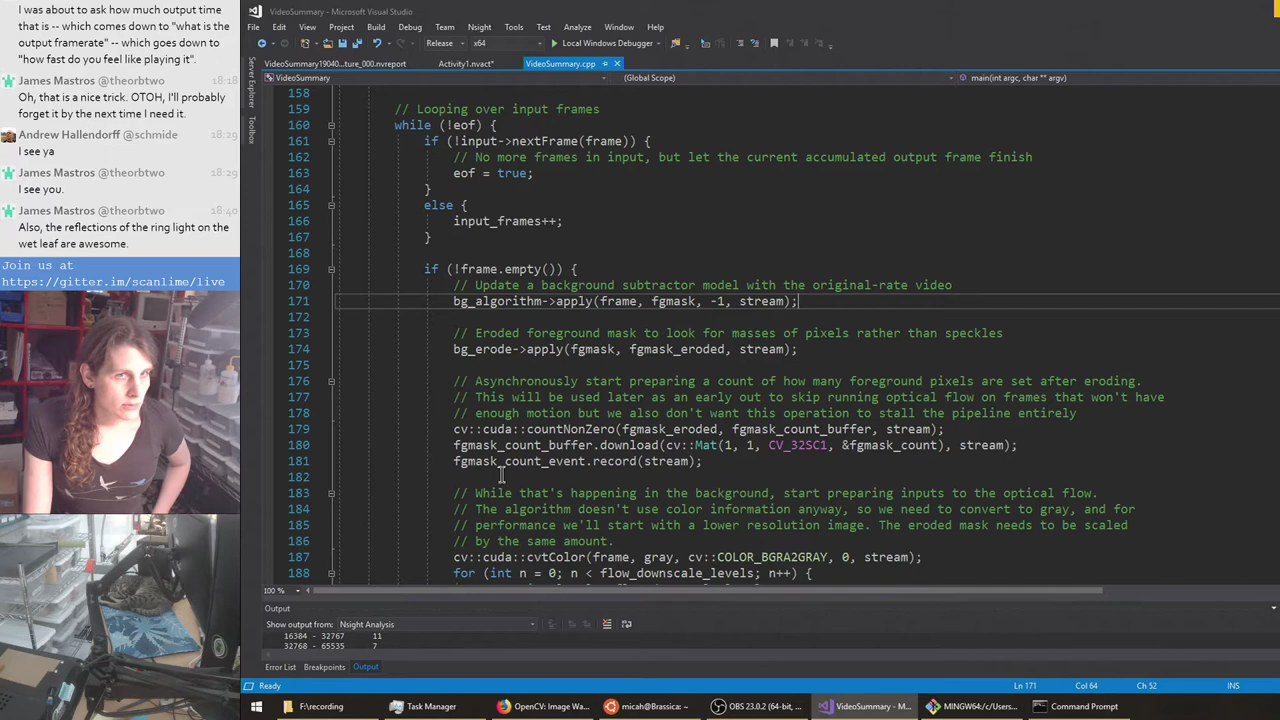 I was about to ask how much output time
that is -- which comes down to "what is the
output framerate" -- which goes down to
"how fast do you feel like playing it".
James Mastros @theorbtwo 18:18
Oh, that is a nice trick. OTOH, I'll probably
forget it by the next time I need it.
Andrew Hallendorff @schmide 18:29
I see ya
James Mastros @theorbtwo 18:29
I see you.
James Mastros @theorbtwo 18:40
Also, the reflections of the ring light on the
wet leaf are awesome.
Join us at
https://gitter.im/scanlime/live
VideoSummary - Microsoft Visual Studio
File Edit View Project Build Debug Team Nsight Tools Test Analyze Window Help
Release x64 Local Windows Debugger
Server Explorer
Toolbox
VideoSummary19040...ture_000.nvreport Activity1.nvact* VideoSummary.cpp
VideoSummary (Global Scope) main(int argc, char ** argv)
158
159 // Looping over input frames
160 while (!eof) {
161 if (!input->nextFrame(frame)) {
162 // No more frames in input, but let the current accumulated output frame finish
163 eof = true;
164 }
165 else {
166 input_frames++;
167 }
168
169 if (!frame.empty()) {
170 // Update a background subtractor model with the original-rate video
171 bg_algorithm->apply(frame, fgmask, -1, stream);
172
173 // Eroded foreground mask to look for masses of pixels rather than speckles
174 bg_erode->apply(fgmask, fgmask_eroded, stream);
175
176 // Asynchronously start preparing a count of how many foreground pixels are set after eroding.
177 // This will be used later as an early out to skip running optical flow on frames that won't have
178 // enough motion but we also don't want this operation to stall the pipeline entirely
179 cv::cuda::countNonZero(fgmask_eroded, fgmask_count_buffer, stream);
180 fgmask_count_buffer.download(cv::Mat(1, 1, CV_32SC1, &fgmask_count), stream);
181 fgmask_count_event.record(stream);
182
183 // While that's happening in the background, start preparing inputs to the optical flow.
184 // The algorithm doesn't use color information anyway, so we need to convert to gray, and for
185 // performance we'll start with a lower resolution image. The eroded mask needs to be scaled
186 // by the same amount.
187 cv::cuda::cvtColor(frame, gray, cv::COLOR_BGRA2GRAY, 0, stream);
188 for (int n = 0; n < flow_downscale_levels; n++) {
100 %
Output
Show output from: Nsight Analysis
16384 - 32767 11
32768 - 65535 7
Error List Breakpoints Output
Ready Ln 171 Col 64 Ch 52 INS
F:\recording Task Manager OpenCV: Image Wa... micah@Brassica: ~ OBS 23.0.2 (64-bit, ... VideoSummary - M... MINGW64:/c/Users... Command Prompt